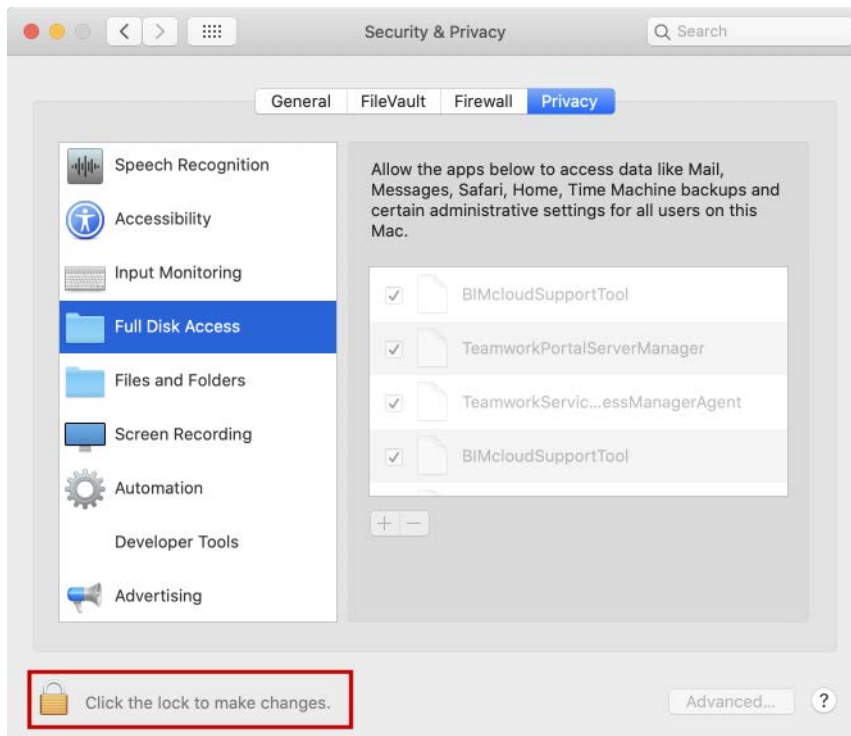 Security & Privacy
Search
General
FileVault
Firewall
Privacy
Speech Recognition
Accessibility
Input Monitoring
Full Disk Access
Files and Folders
Screen Recording
Automation
Developer Tools
Advertising
Allow the apps below to access data like Mail,
Messages, Safari, Home, Time Machine backups and
certain administrative settings for all users on this
Mac.
BIMcloudSupportTool
TeamworkPortalServerManager
TeamworkServic...essManagerAgent
BIMcloudSupportTool
Click the lock to make changes.
Advanced...
?